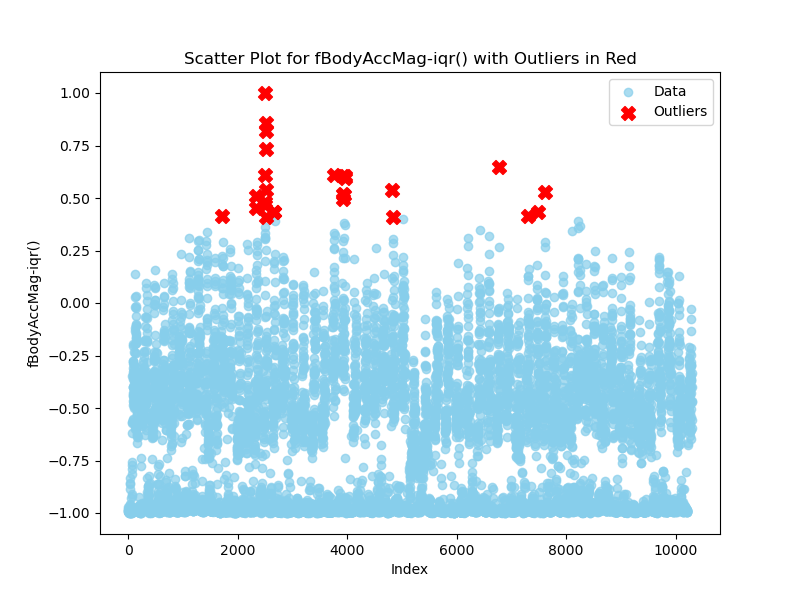 Scatter Plot for fBodyAccMag-iqr() with Outliers in Red
Data
Outliers
1.00
0.75
0.50
0.25
0.00
−0.25
−0.50
−0.75
−1.00
fBodyAccMag-iqr()
0 2000 4000 6000 8000 10000
Index